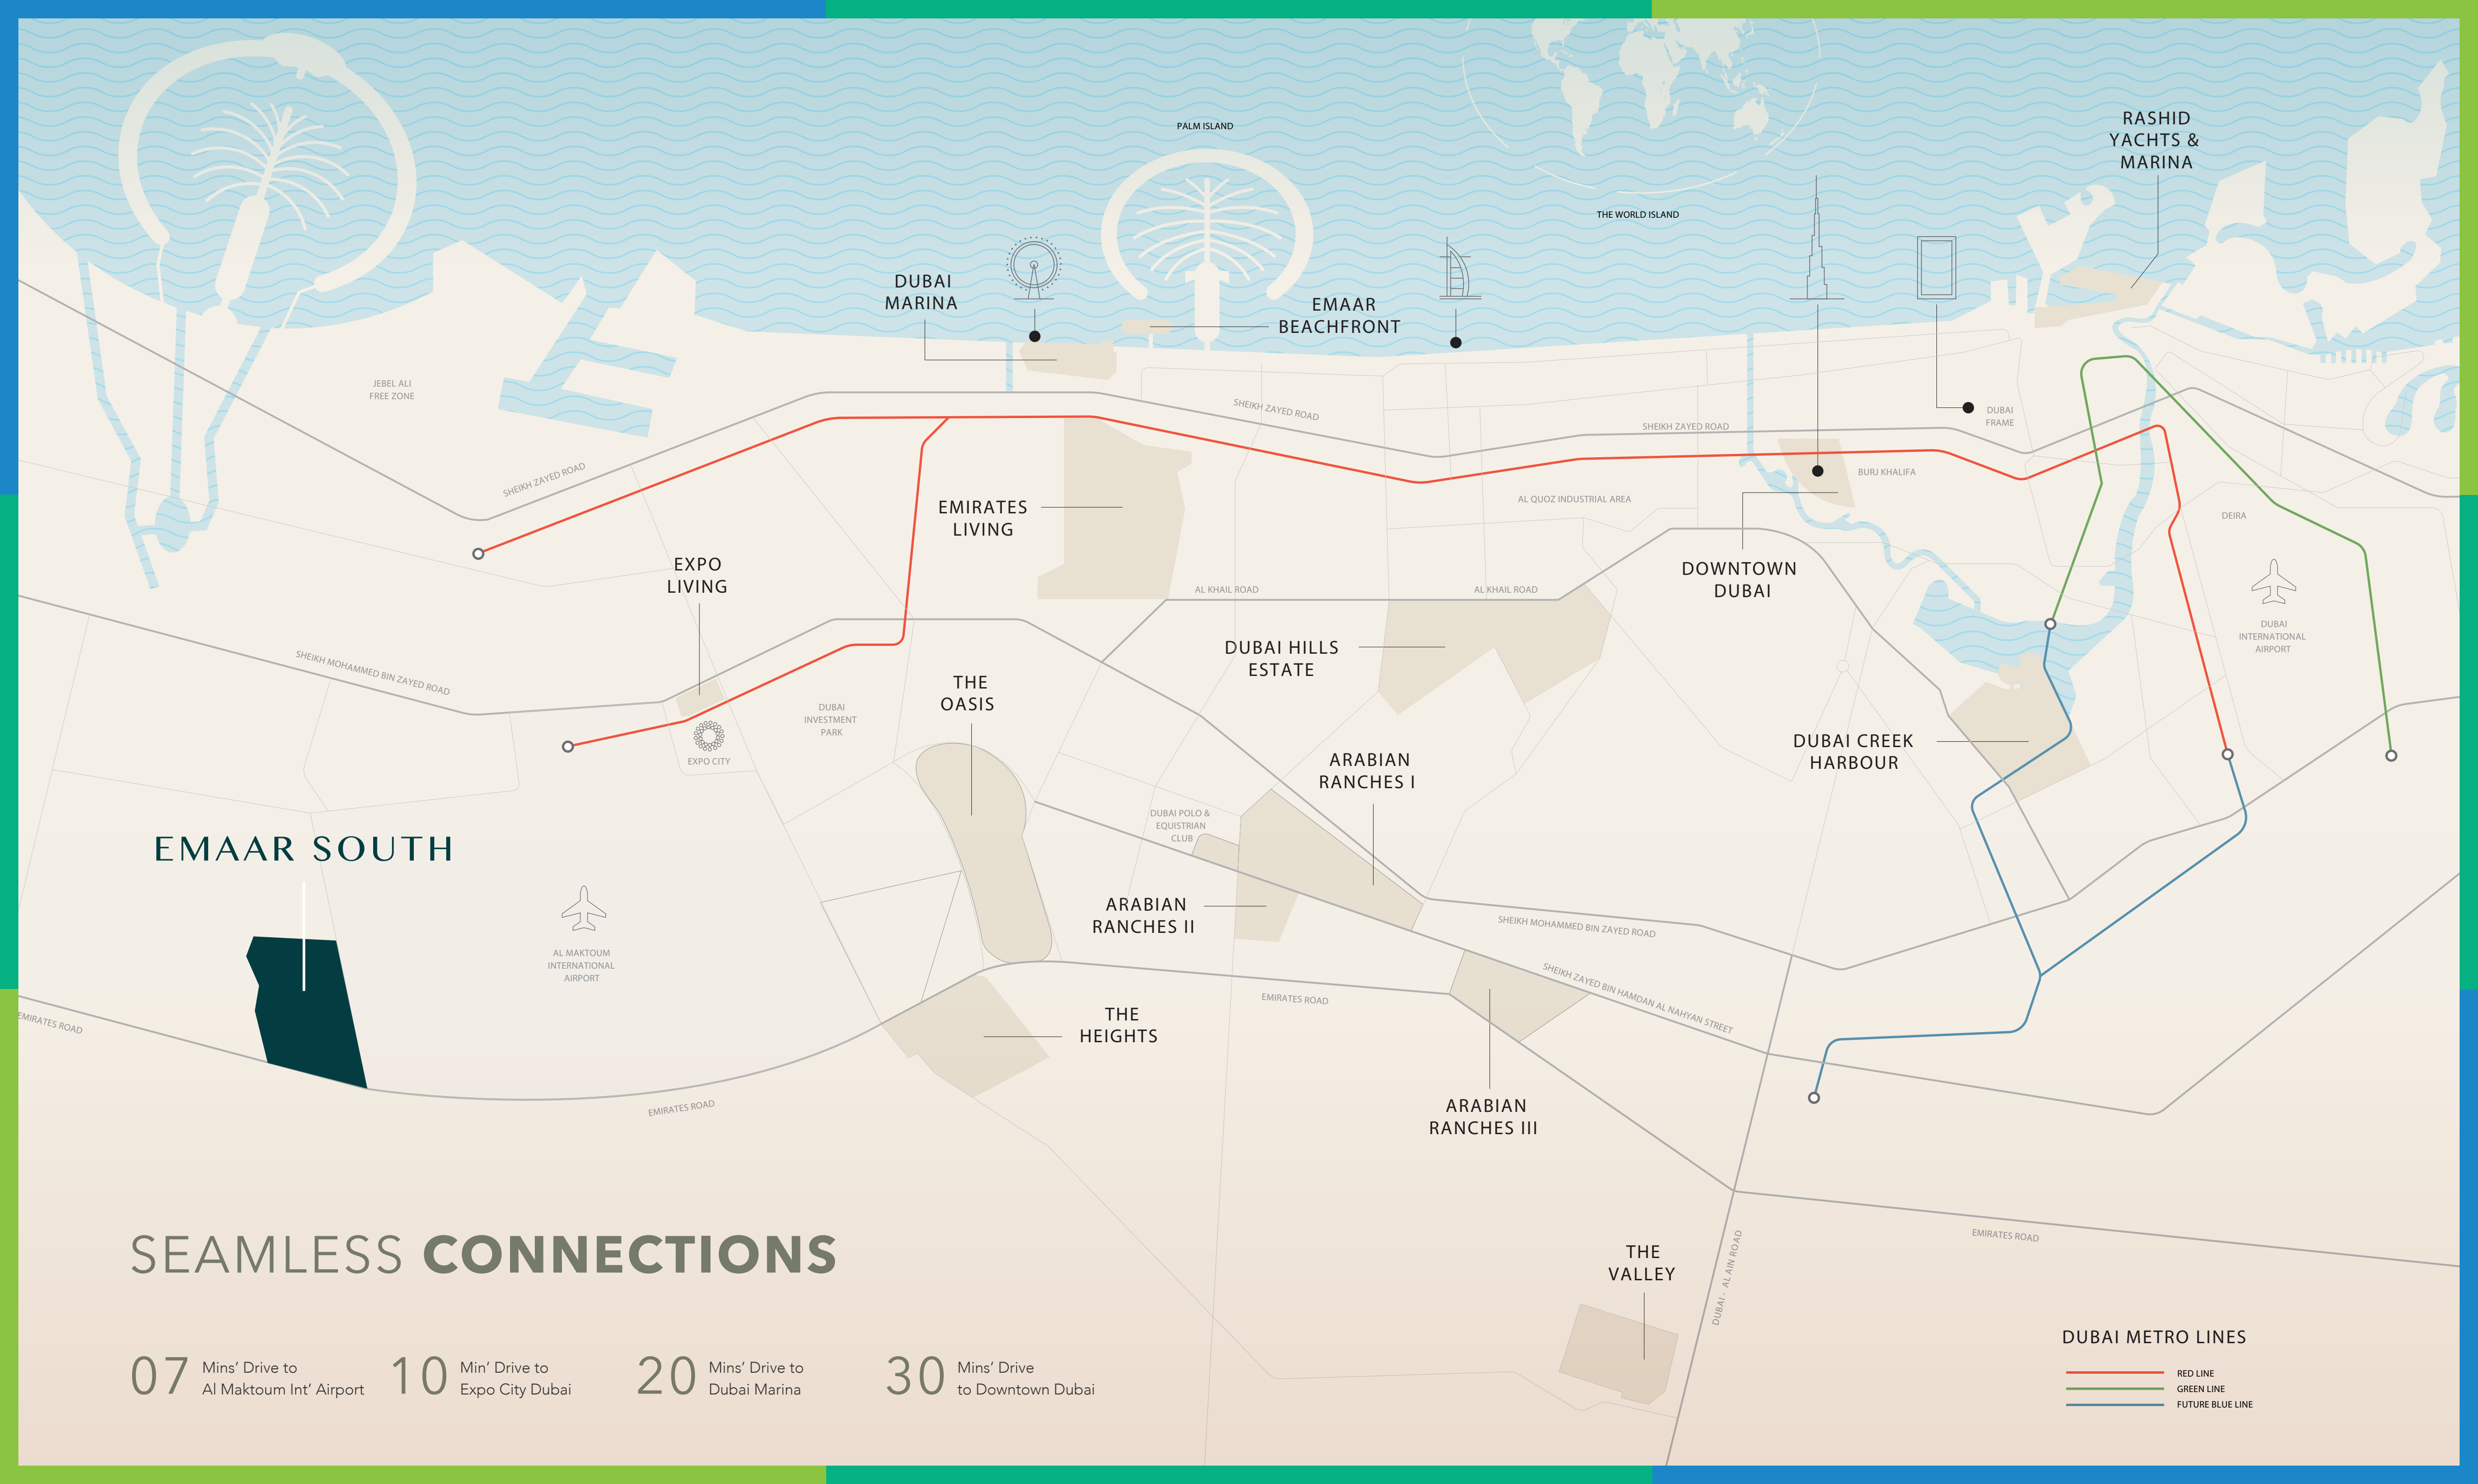 RASHID
YACHTS &
MARINA
PALM ISLAND
THE WORLD ISLAND
DUBAI
MARINA
EMAAR
BEACHFRONT
JEBEL ALI
FREE ZONE
SHEIKH ZAYED ROAD
SHEIKH ZAYED ROAD
SHEIKH ZAYED ROAD
DUBAI
FRAME
BURJ KHALIFA
AL QUOZ INDUSTRIAL AREA
DEIRA
EMIRATES
LIVING
EXPO
LIVING
DOWNTOWN
DUBAI
AL KHAIL ROAD
AL KHAIL ROAD
DUBAI
INTERNATIONAL
AIRPORT
DUBAI HILLS
ESTATE
SHEIKH MOHAMMED BIN ZAYED ROAD
THE
OASIS
DUBAI
INVESTMENT
PARK
EXPO CITY
DUBAI CREEK
HARBOUR
ARABIAN
RANCHES I
DUBAI POLO &
EQUISTRIAN
CLUB
EMAAR SOUTH
ARABIAN
RANCHES II
SHEIKH MOHAMMED BIN ZAYED ROAD
AL MAKTOUM
INTERNATIONAL
AIRPORT
SHEIKH ZAYED BIN HAMDAN AL NAHYAN STREET
EMIRATES ROAD
EMIRATES ROAD
THE
HEIGHTS
EMIRATES ROAD
ARABIAN
RANCHES III
EMIRATES ROAD
DUBAI - AL AIN ROAD
THE
VALLEY
SEAMLESS CONNECTIONS
07 Mins' Drive to
Al Maktoum Int' Airport
10 Min' Drive to
Expo City Dubai
20 Mins' Drive to
Dubai Marina
30 Mins' Drive
to Downtown Dubai
DUBAI METRO LINES
RED LINE
GREEN LINE
FUTURE BLUE LINE